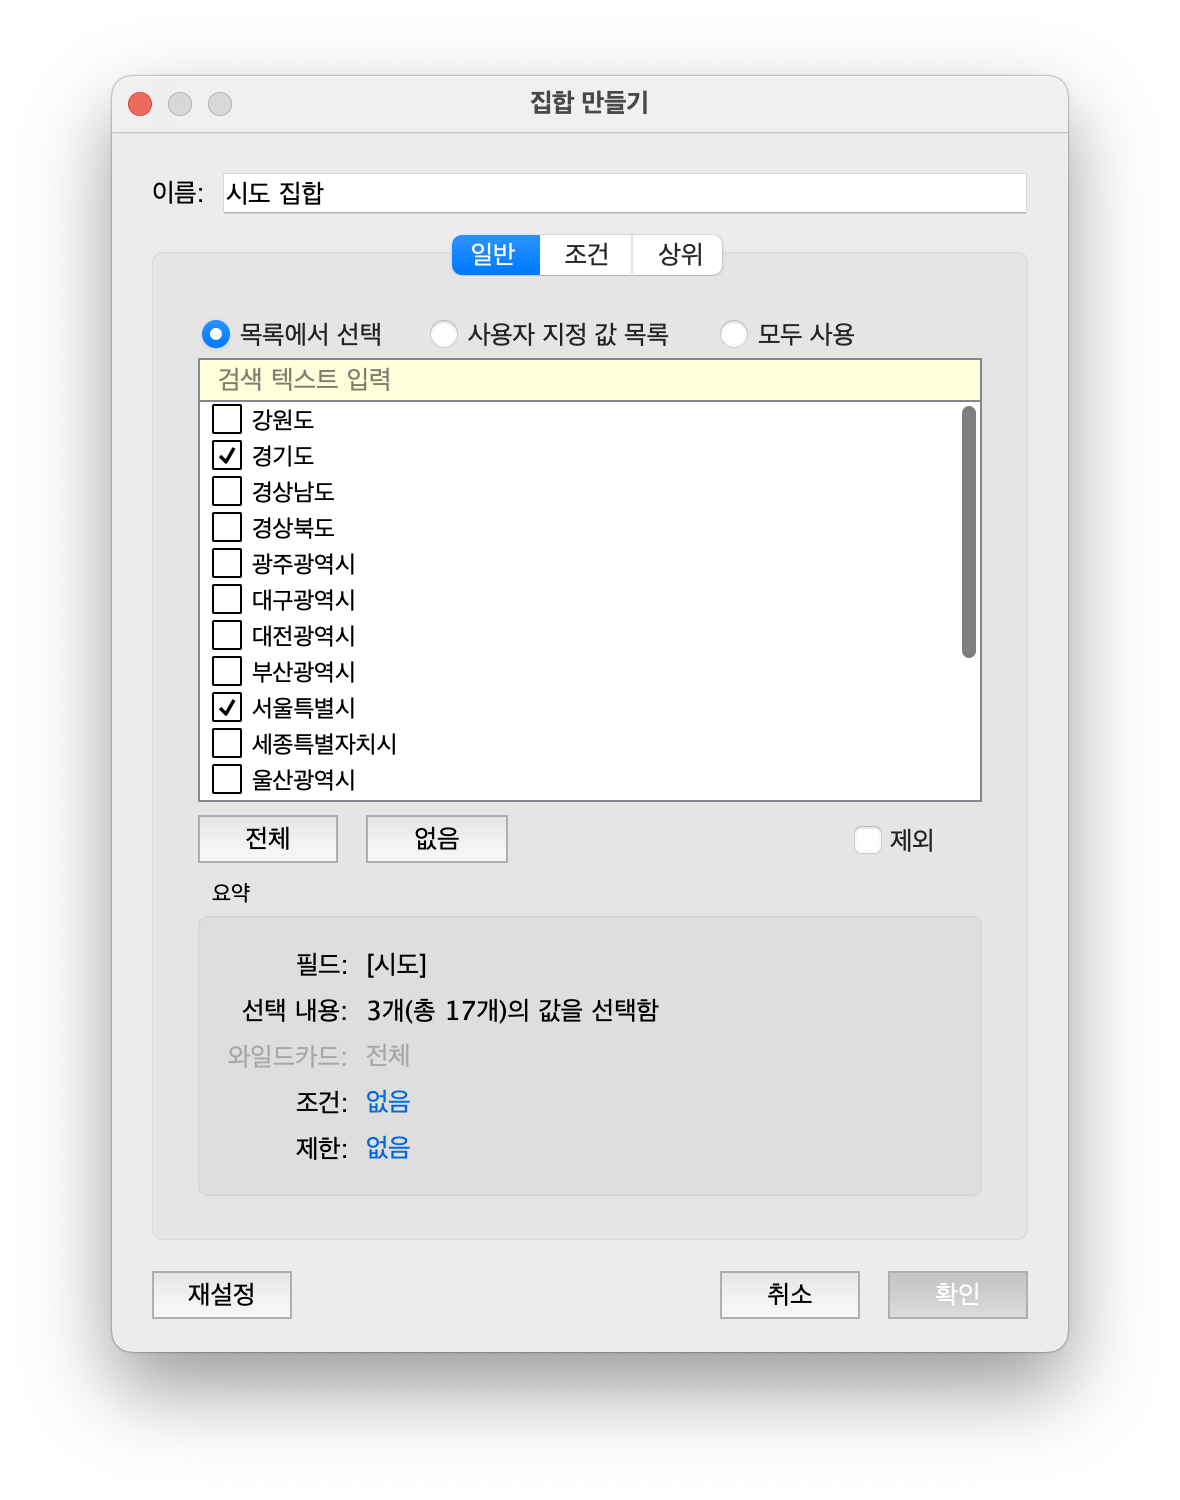 집합 만들기
이름: 시도 집합
일반 조건 상위
목록에서 선택 사용자 지정 값 목록 모두 사용
검색 텍스트 입력
강원도
경기도
경상남도
경상북도
광주광역시
대구광역시
대전광역시
부산광역시
서울특별시
세종특별자치시
울산광역시
전체 없음 제외
요약
필드: [시도]
선택 내용: 3개(총 17개)의 값을 선택함
와일드카드: 전체
조건: 없음
제한: 없음
재설정 취소 확인